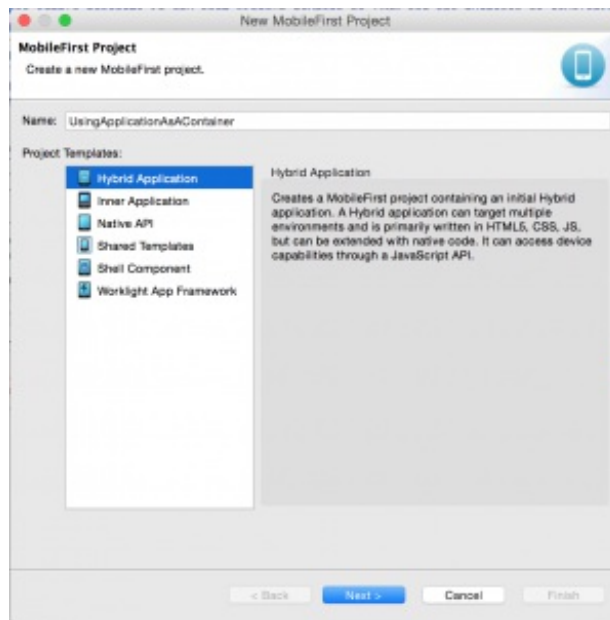 New MobileFirst Project
MobileFirst Project
Create a new MobileFirst project.
Name: UsingApplicationAsAContainer
Project Templates:
Hybrid Application
Inner Application
Native API
Shared Templates
Shell Component
Worklight App Framework
Hybrid Application
Creates a MobileFirst project containing an initial Hybrid
application. A Hybrid application can target multiple
environments and is primarily written in HTML5, CSS, JS,
but can be extended with native code. It can access device
capabilities through a JavaScript API.
< Back Next > Cancel Finish